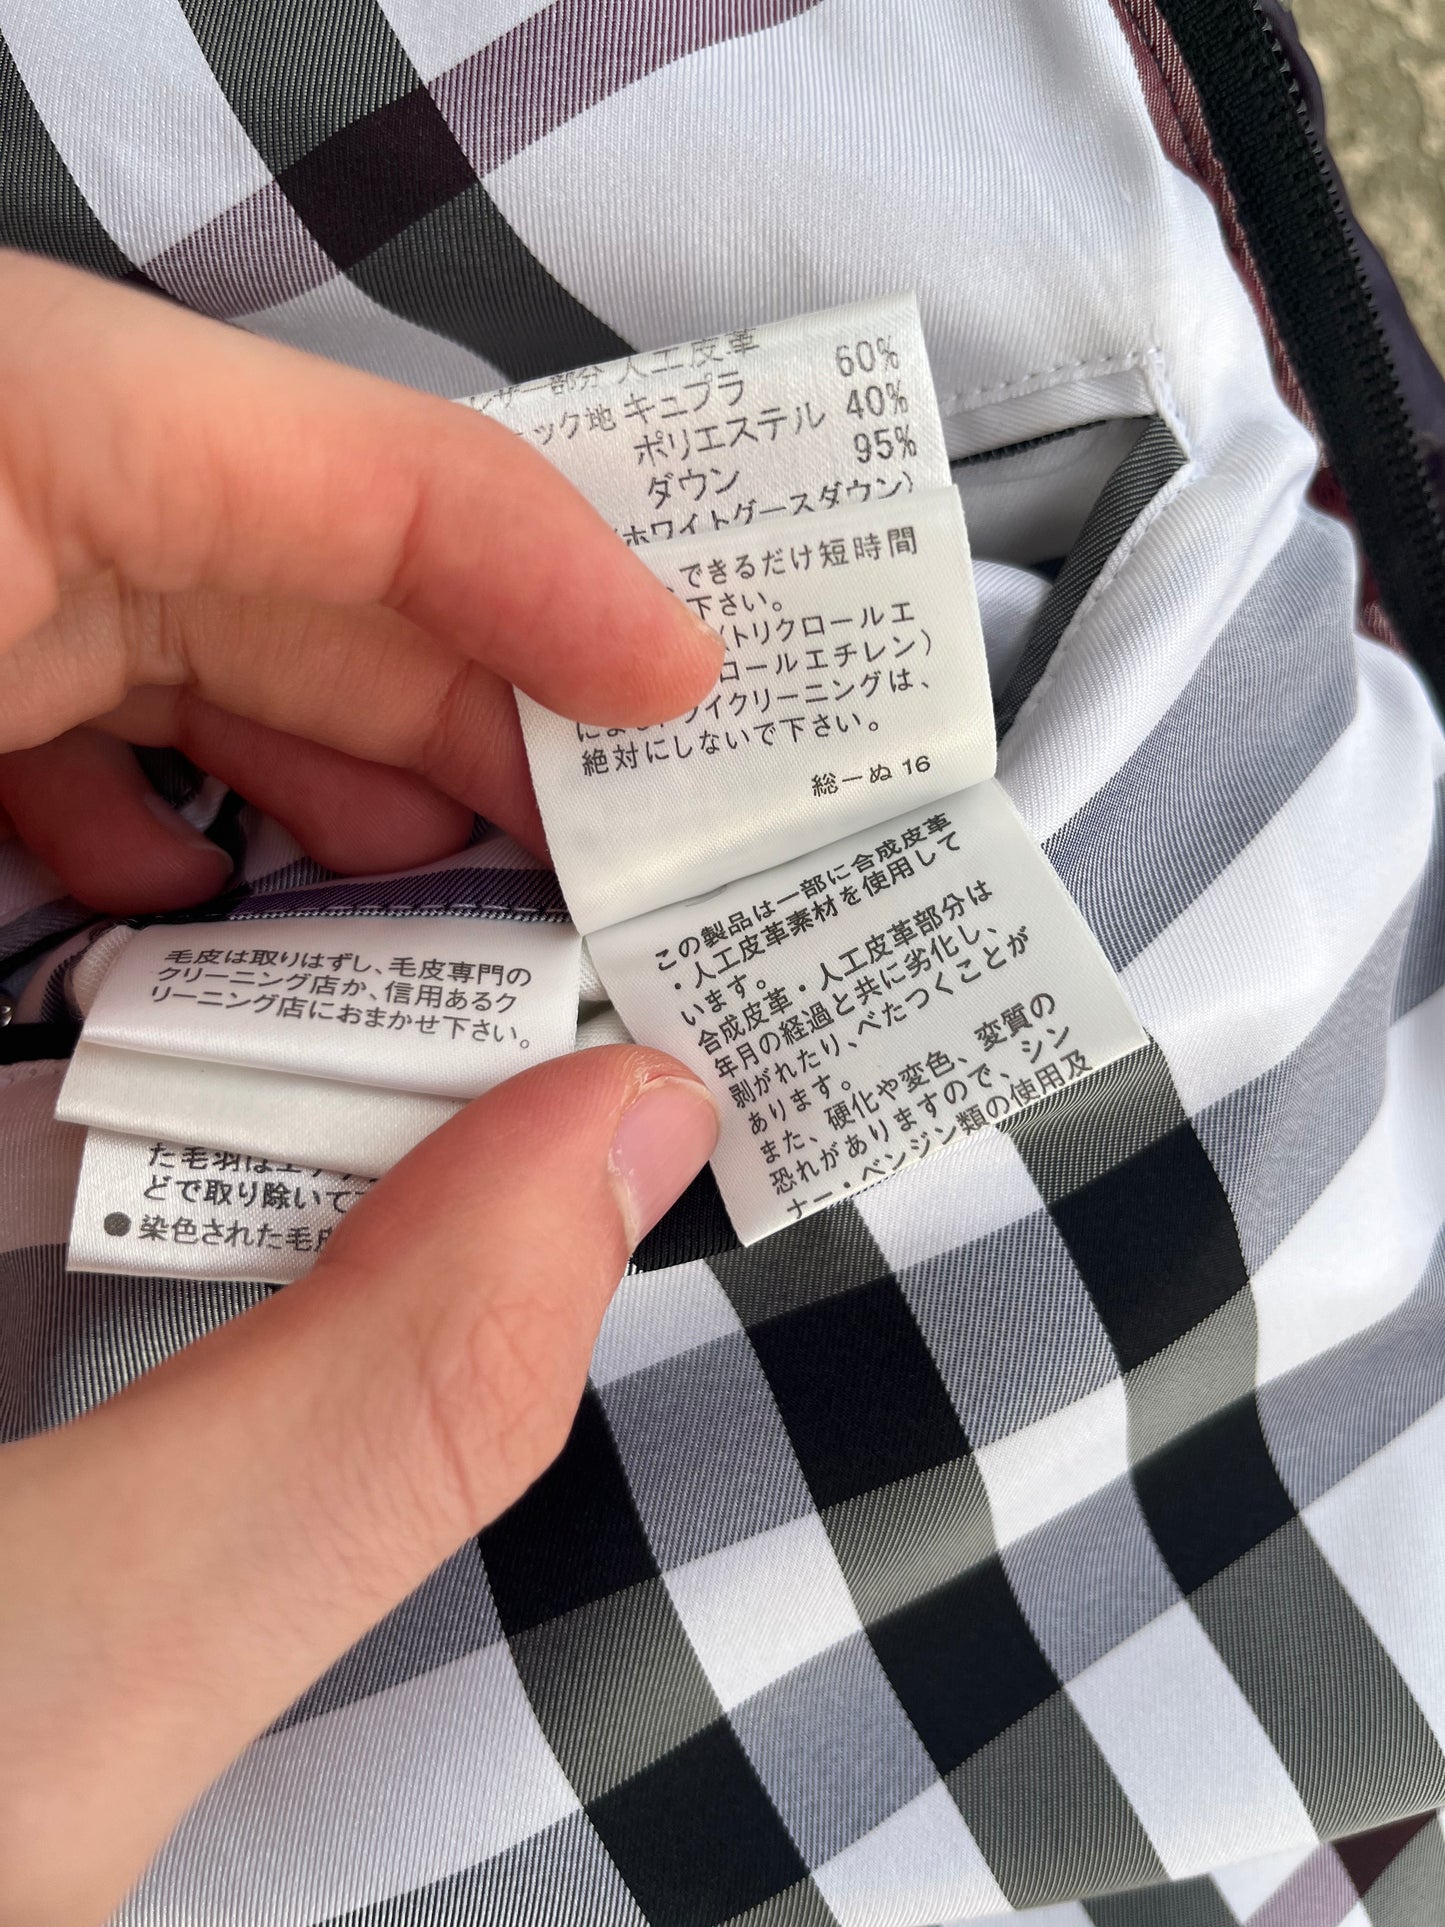 レザー部分 人工皮革
ック地 キュプラ 60%
ポリエステル 40%
ダウン 95%
(ホワイトグースダウン)
できるだけ短時間
下さい。
(トリクロールエ
ロールエチレン)
ライクリーニングは、
絶対にしないで下さい。
総ーぬ 16
この製品は一部に合成皮革
・人工皮革素材を使用して
います。
合成皮革・人工皮革部分は
年月の経過と共に劣化し、
剥がれたり、べたつくことが
あります。
また、硬化や変色、変質の
恐れがありますので、シン
ナー・ベンジン類の使用及
毛皮は取りはずし、毛皮専門の
クリーニング店か、信用あるク
リーニング店におまかせ下さい。
た毛羽は
どで取り除いて
●染色された毛皮